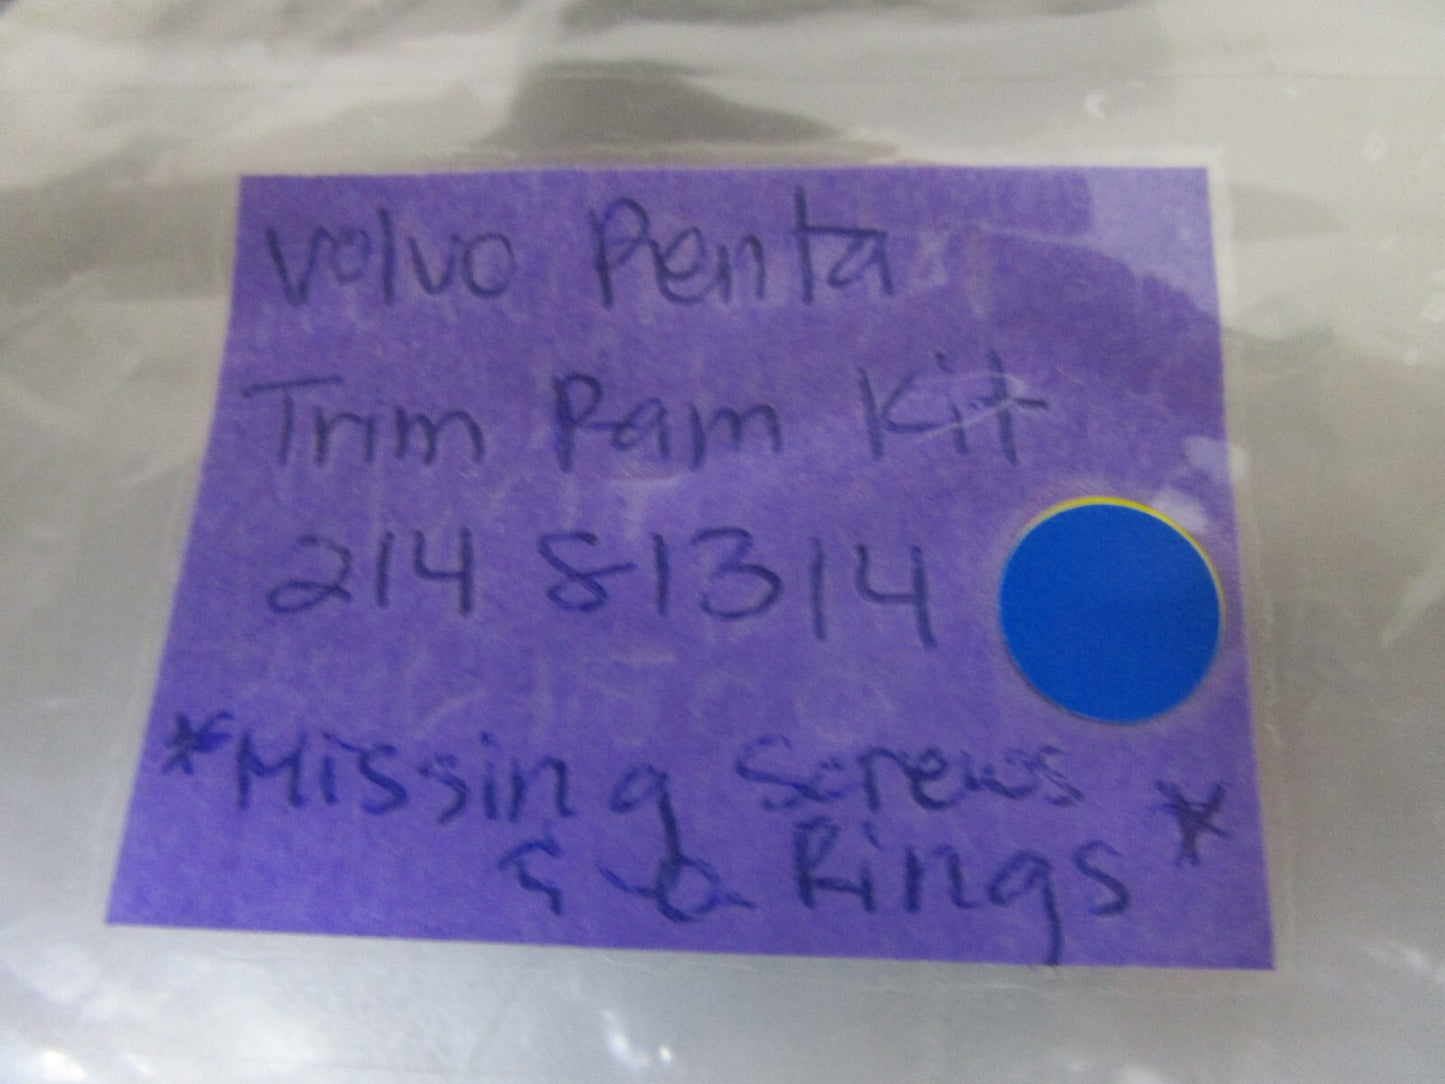 Volvo Penta
Trim Ram Kit
214 81314
*Missing Screws *
& O Rings